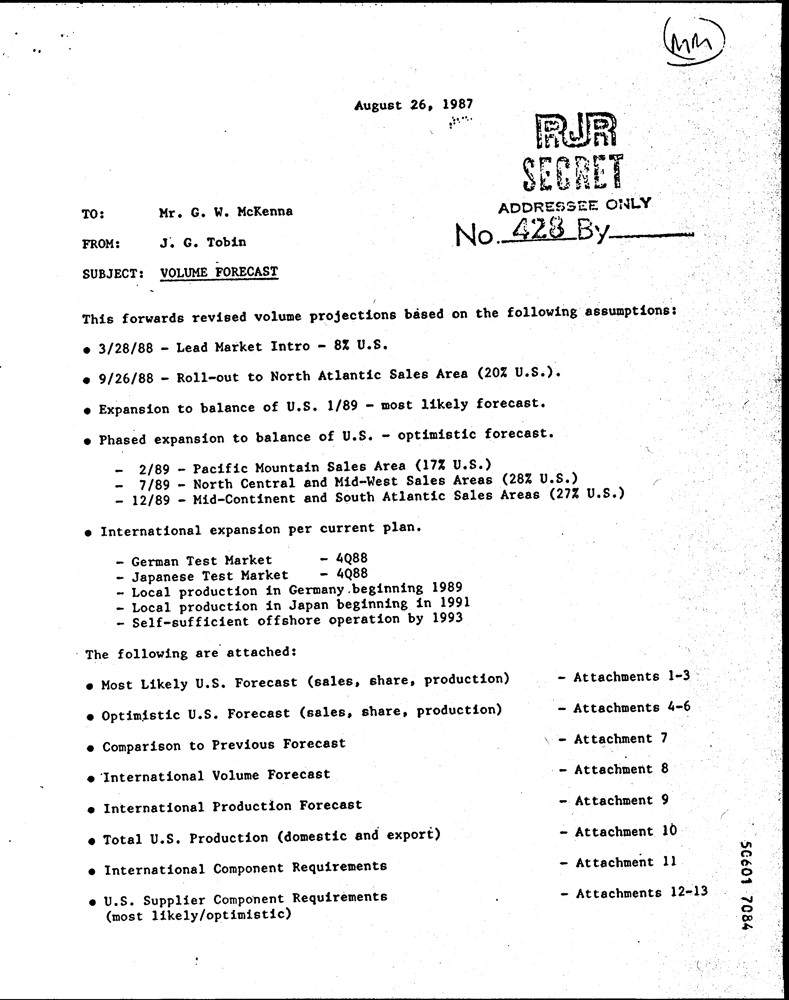 MM
August 26, 1987
RJR
SECRET
ADDRESSEE ONLY
No. 428 By
TO: Mr. G. W. McKenna
FROM: J. G. Tobin
SUBJECT: VOLUME FORECAST
This forwards revised volume projections based on the following assumptions:
• 3/28/88 - Lead Market Intro - 8% U.S.
• 9/26/88 - Roll-out to North Atlantic Sales Area (20% U.S.).
• Expansion to balance of U.S. 1/89 - most likely forecast.
• Phased expansion to balance of U.S. - optimistic forecast.
- 2/89 - Pacific Mountain Sales Area (17% U.S.)
- 7/89 - North Central and Mid-West Sales Areas (28% U.S.)
- 12/89 - Mid-Continent and South Atlantic Sales Areas (27% U.S.)
• International expansion per current plan.
- German Test Market - 4Q88
- Japanese Test Market - 4Q88
- Local production in Germany beginning 1989
- Local production in Japan beginning in 1991
- Self-sufficient offshore operation by 1993
The following are attached:
• Most Likely U.S. Forecast (sales, share, production) - Attachments 1-3
• Optimistic U.S. Forecast (sales, share, production) - Attachments 4-6
• Comparison to Previous Forecast - Attachment 7
• International Volume Forecast - Attachment 8
• International Production Forecast - Attachment 9
• Total U.S. Production (domestic and export) - Attachment 10
• International Component Requirements - Attachment 11
• U.S. Supplier Component Requirements - Attachments 12-13
(most likely/optimistic)
50601 7084